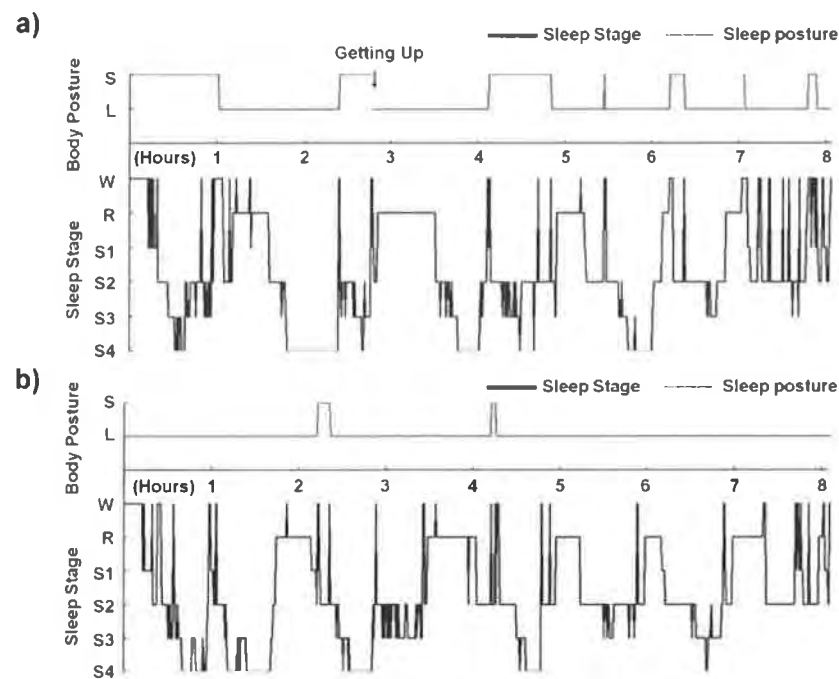 a)
Sleep Stage Sleep posture
Getting Up
Body Posture
S
L
(Hours) 1 2 3 4 5 6 7 8
Sleep Stage
W
R
S1
S2
S3
S4
b)
Sleep Stage Sleep posture
Body Posture
S
L
(Hours) 1 2 3 4 5 6 7 8
Sleep Stage
W
R
S1
S2
S3
S4